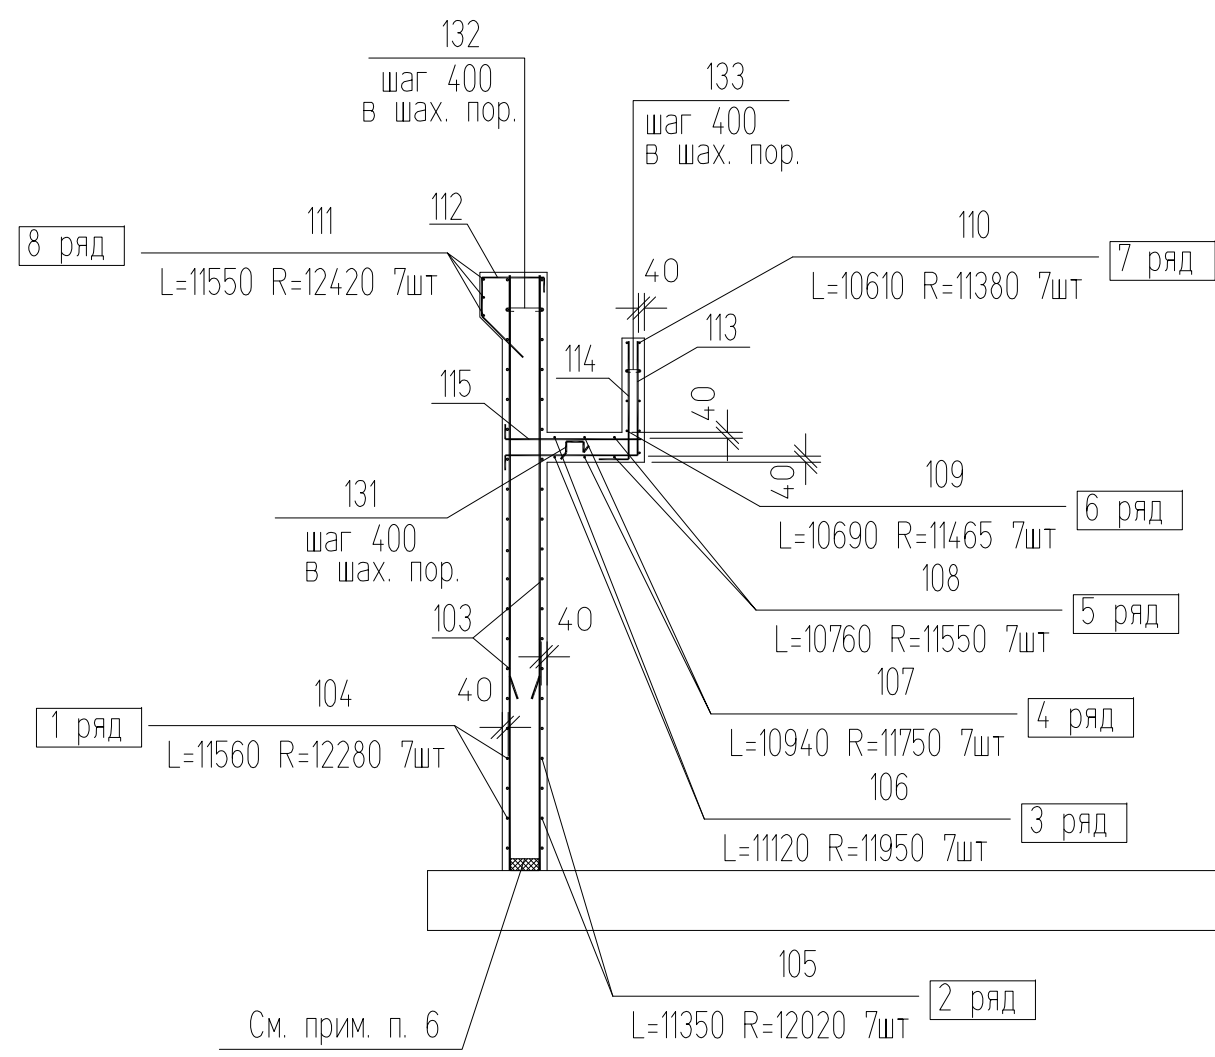 132
шаг 400
в шах. пор.
133
шаг 400
в шах. пор.
112
111
8 ряд
L=11550 R=12420 7шт
110
7 ряд
L=10610 R=11380 7шт
40
113
114
115
40
40
109
6 ряд
L=10690 R=11465 7шт
131
шаг 400
в шах. пор.
108
5 ряд
L=10760 R=11550 7шт
103
40
107
4 ряд
L=10940 R=11750 7шт
104
40
1 ряд
L=11560 R=12280 7шт
106
3 ряд
L=11120 R=11950 7шт
105
2 ряд
L=11350 R=12020 7шт
См. прим. п. 6